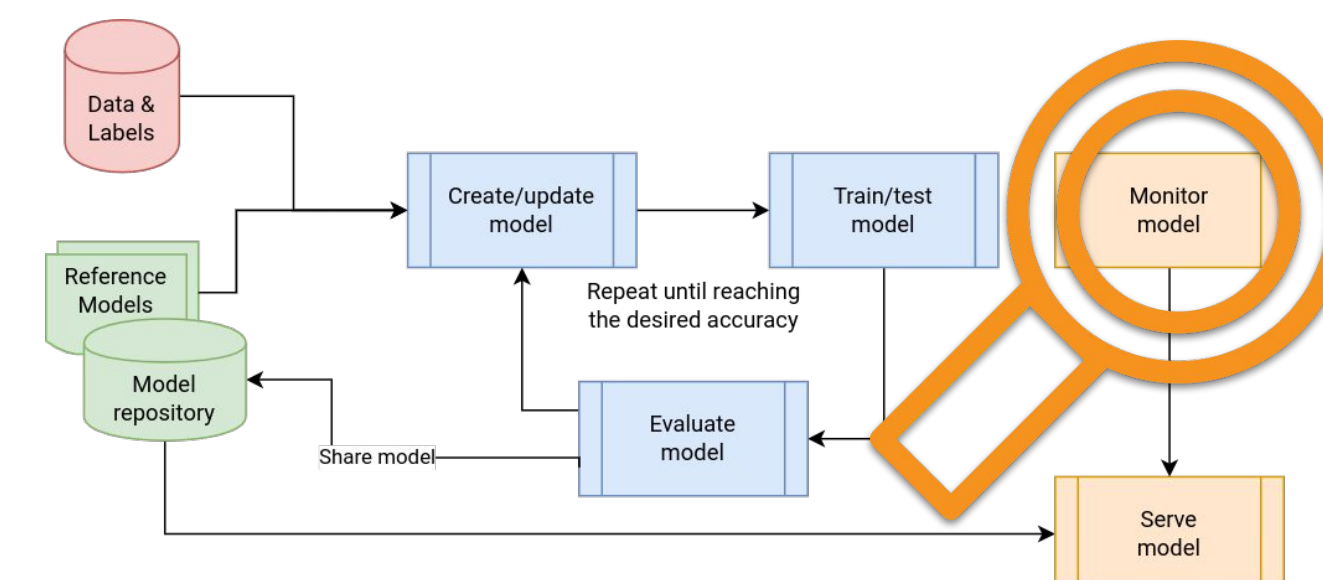 Data &
Labels
Create/update
model
Train/test
model
Monitor
model
Reference
Models
Repeat until reaching
the desired accuracy
Model
repository
Evaluate
model
Share model
Serve
model